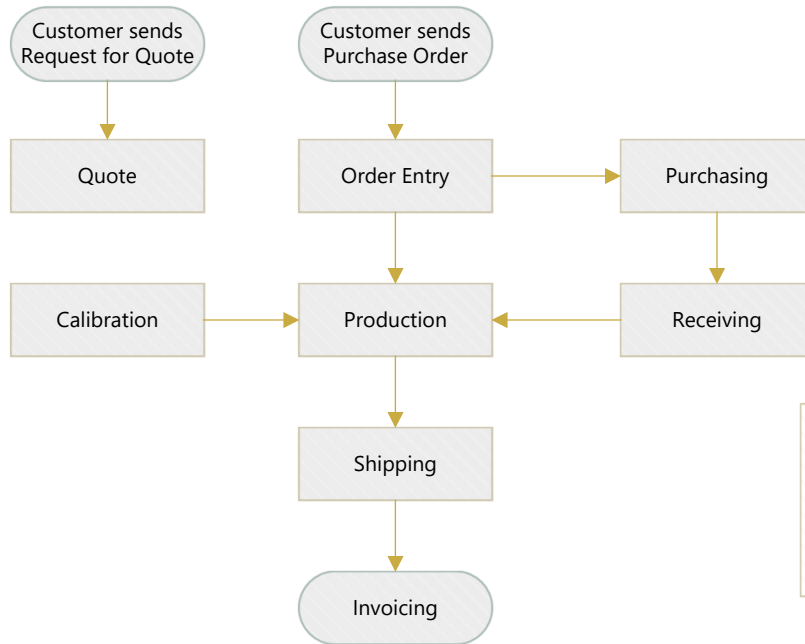 Customer sends
Request for Quote
Customer sends
Purchase Order
Quote
Order Entry
Purchasing
Calibration
Production
Receiving
Shipping
Invoicing